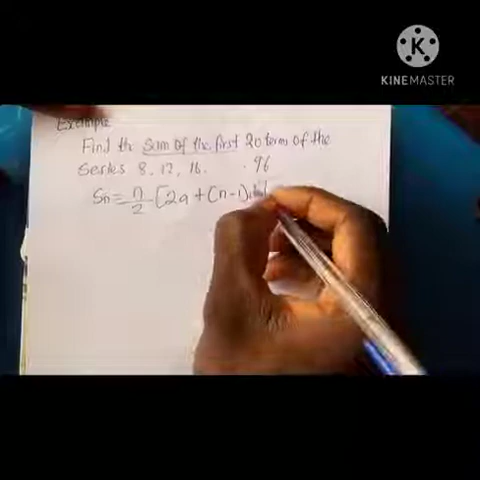 KINEMASTER
Example
Find the sum of the first 20 term of the
Series 8, 12, 16. . 96
Sn = n/2 [2a + (n-1)